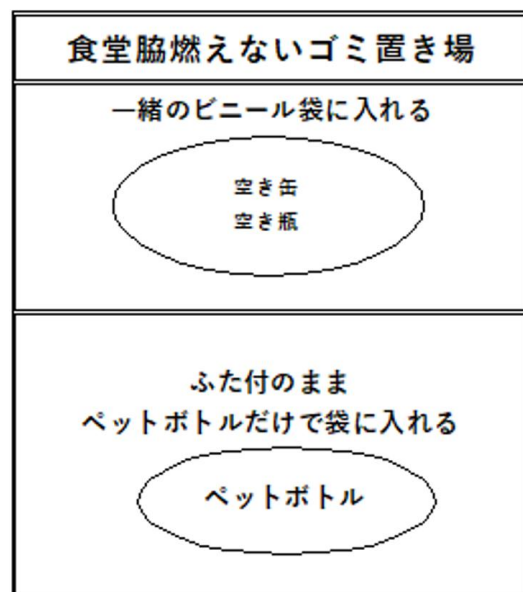 食堂脇燃えないゴミ置き場
一緒のビニール袋に入れる
空き缶
空き瓶
ふた付のまま
ペットボトルだけで袋に入れる
ペットボトル